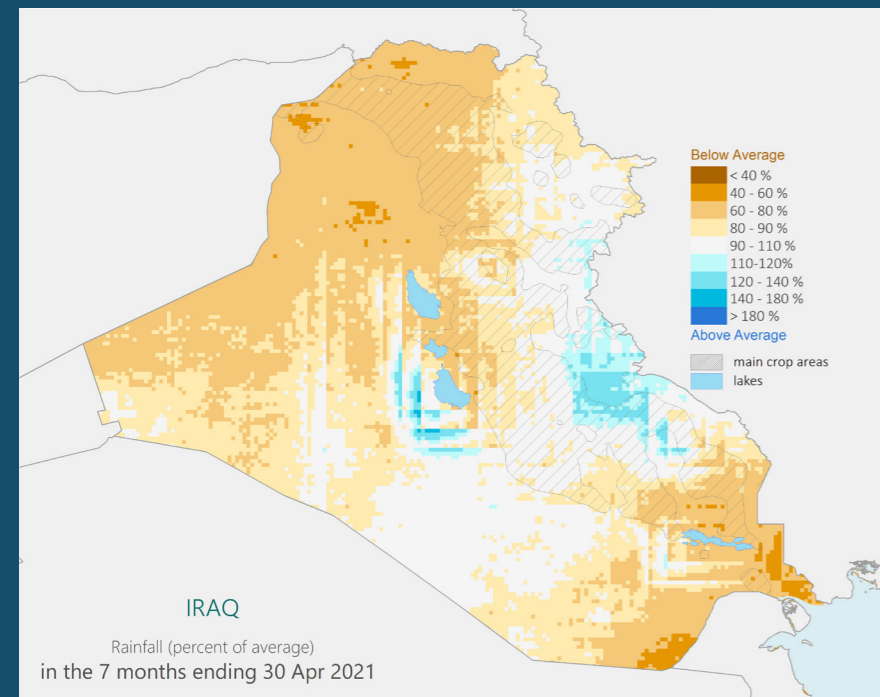 Below Average
< 40 %
40 - 60 %
60 - 80 %
80 - 90 %
90 - 110 %
110-120%
120 - 140 %
140 - 180 %
> 180 %
Above Average
main crop areas
lakes
IRAQ
Rainfall (percent of average)
in the 7 months ending 30 Apr 2021